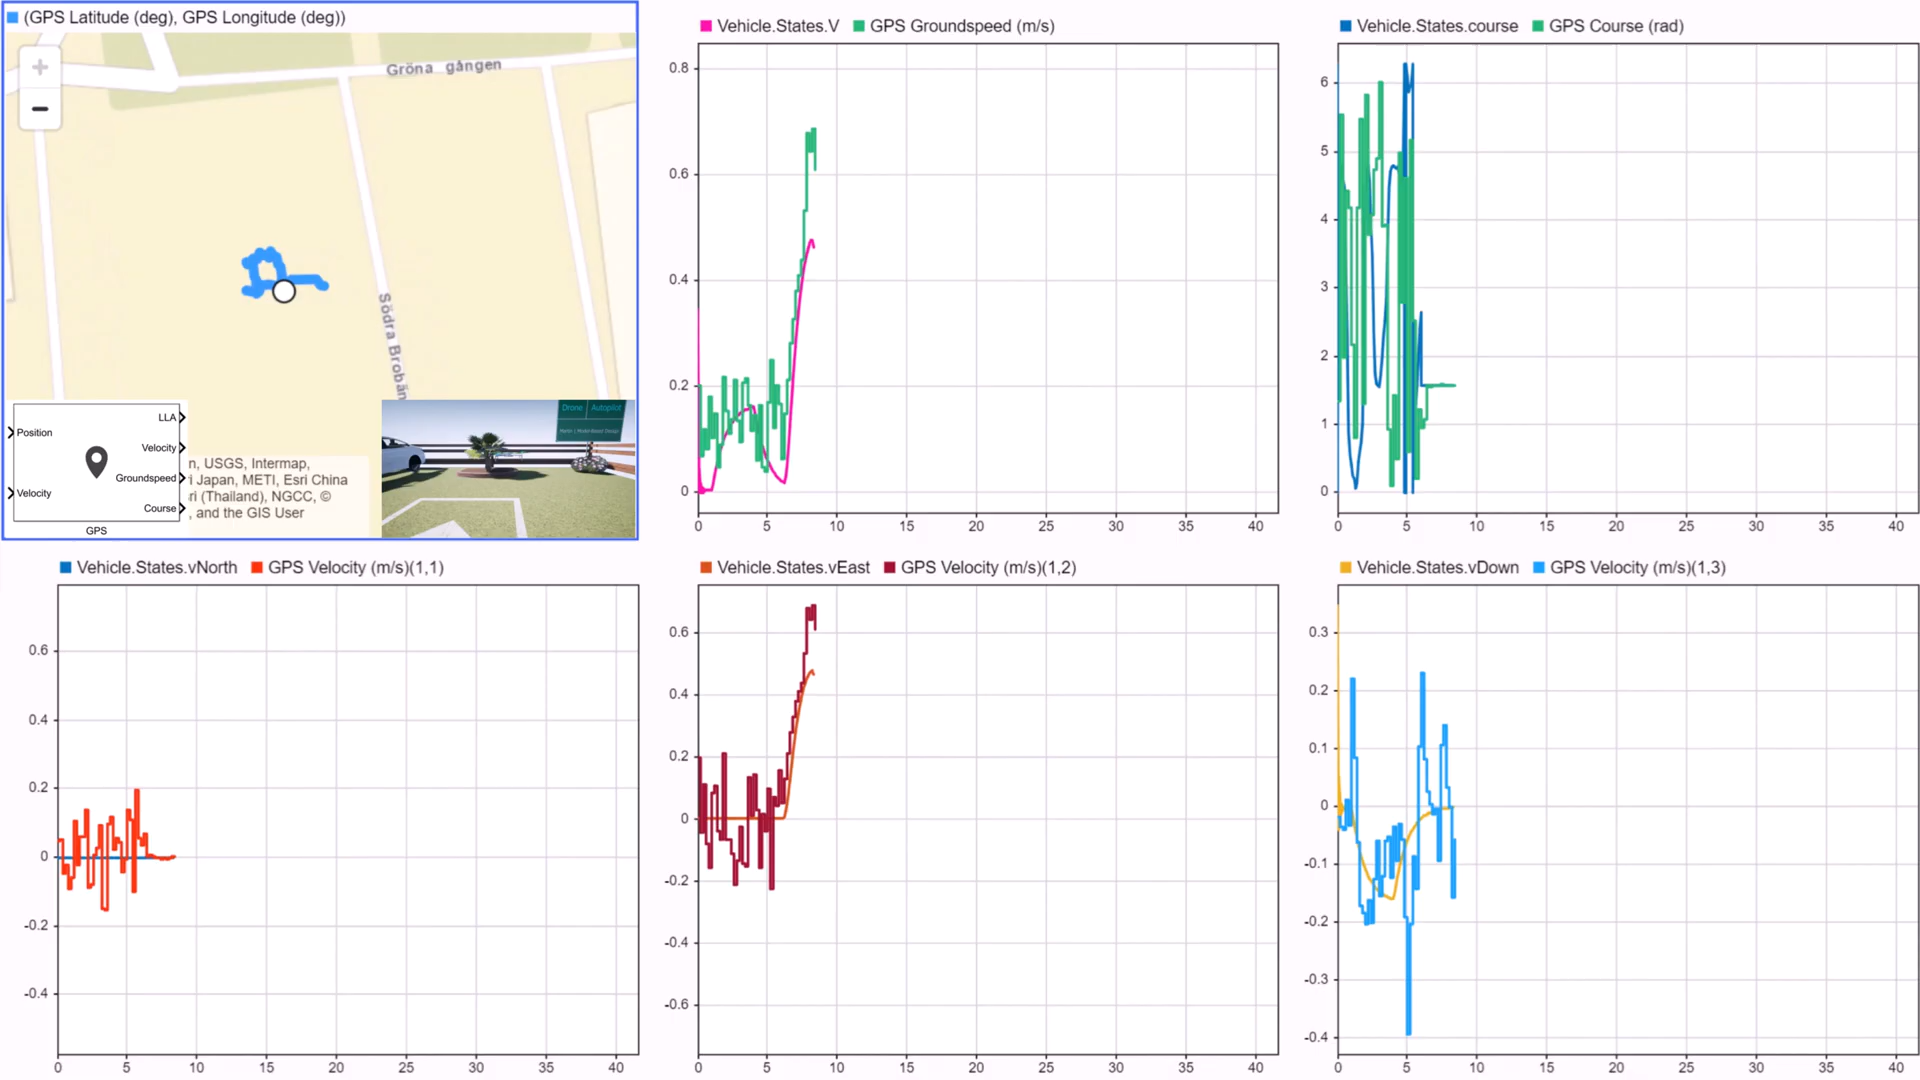 (GPS Latitude (deg), GPS Longitude (deg))
+
−
Gröna gången
Södra Brobän
Position
Velocity
LLA
Velocity
Groundspeed
Course
GPS
n, USGS, Intermap,
i Japan, METI, Esri China
ri (Thailand), NGCC, ©
, and the GIS User
Drone Autopilot
Vehicle.States.V GPS Groundspeed (m/s)
0.8
0.6
0.4
0.2
0
0 5 10 15 20 25 30 35 40
Vehicle.States.course GPS Course (rad)
6
5
4
3
2
1
0
0 5 10 15 20 25 30 35 40
Vehicle.States.vNorth GPS Velocity (m/s)(1,1)
0.6
0.4
0.2
0
-0.2
-0.4
0 5 10 15 20 25 30 35 40
Vehicle.States.vEast GPS Velocity (m/s)(1,2)
0.6
0.4
0.2
0
-0.2
-0.4
-0.6
0 5 10 15 20 25 30 35 40
Vehicle.States.vDown GPS Velocity (m/s)(1,3)
0.3
0.2
0.1
0
-0.1
-0.2
-0.3
-0.4
0 5 10 15 20 25 30 35 40